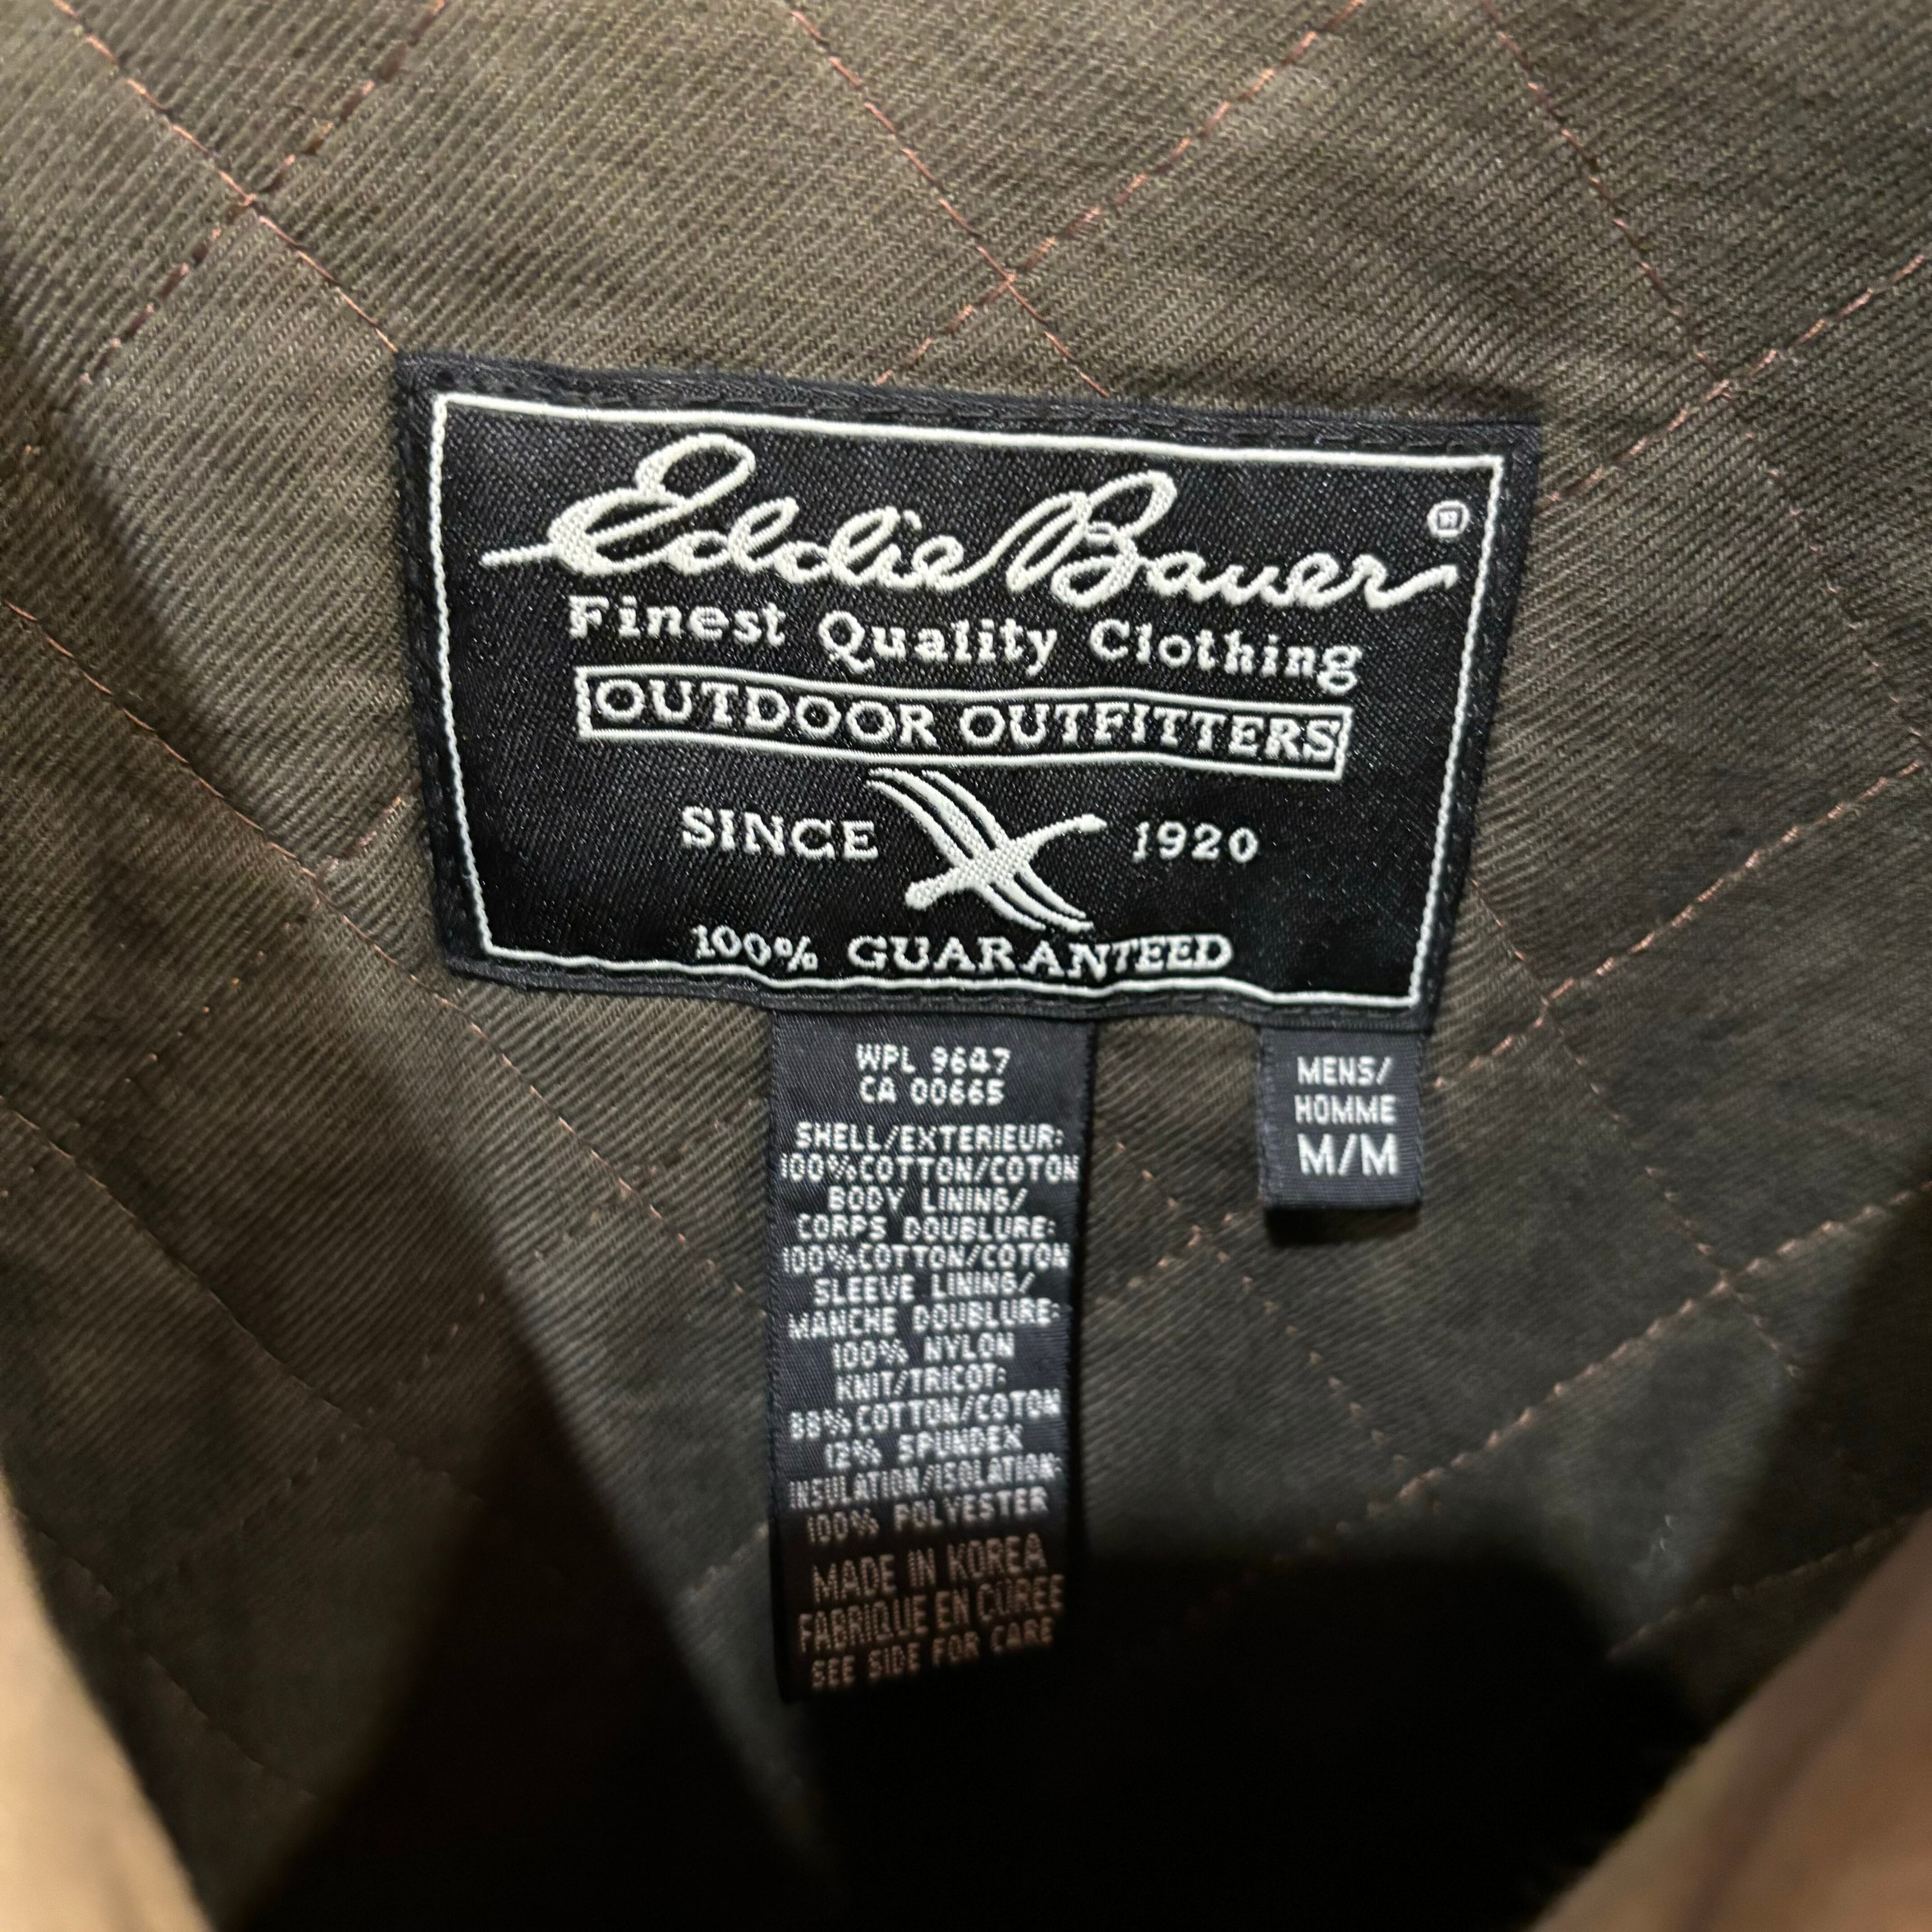 Eddie Bauer ®
Finest Quality Clothing
OUTDOOR OUTFITTERS
SINCE 1920
100% GUARANTEED
WPL 9647
CA 00665
SHELL/EXTERIEUR:
100%COTTON/COTON
BODY LINING/
CORPS DOUBLURE:
100%COTTON/COTON
SLEEVE LINING/
MANCHE DOUBLURE:
100% NYLON
KNIT/TRICOT:
88%COTTON/COTON
12% SPUNDEX
INSULATION/ISOLATION:
100% POLYESTER
MADE IN KOREA
FABRIQUE EN COREE
SEE SIDE FOR CARE
MENS/
HOMME
M/M